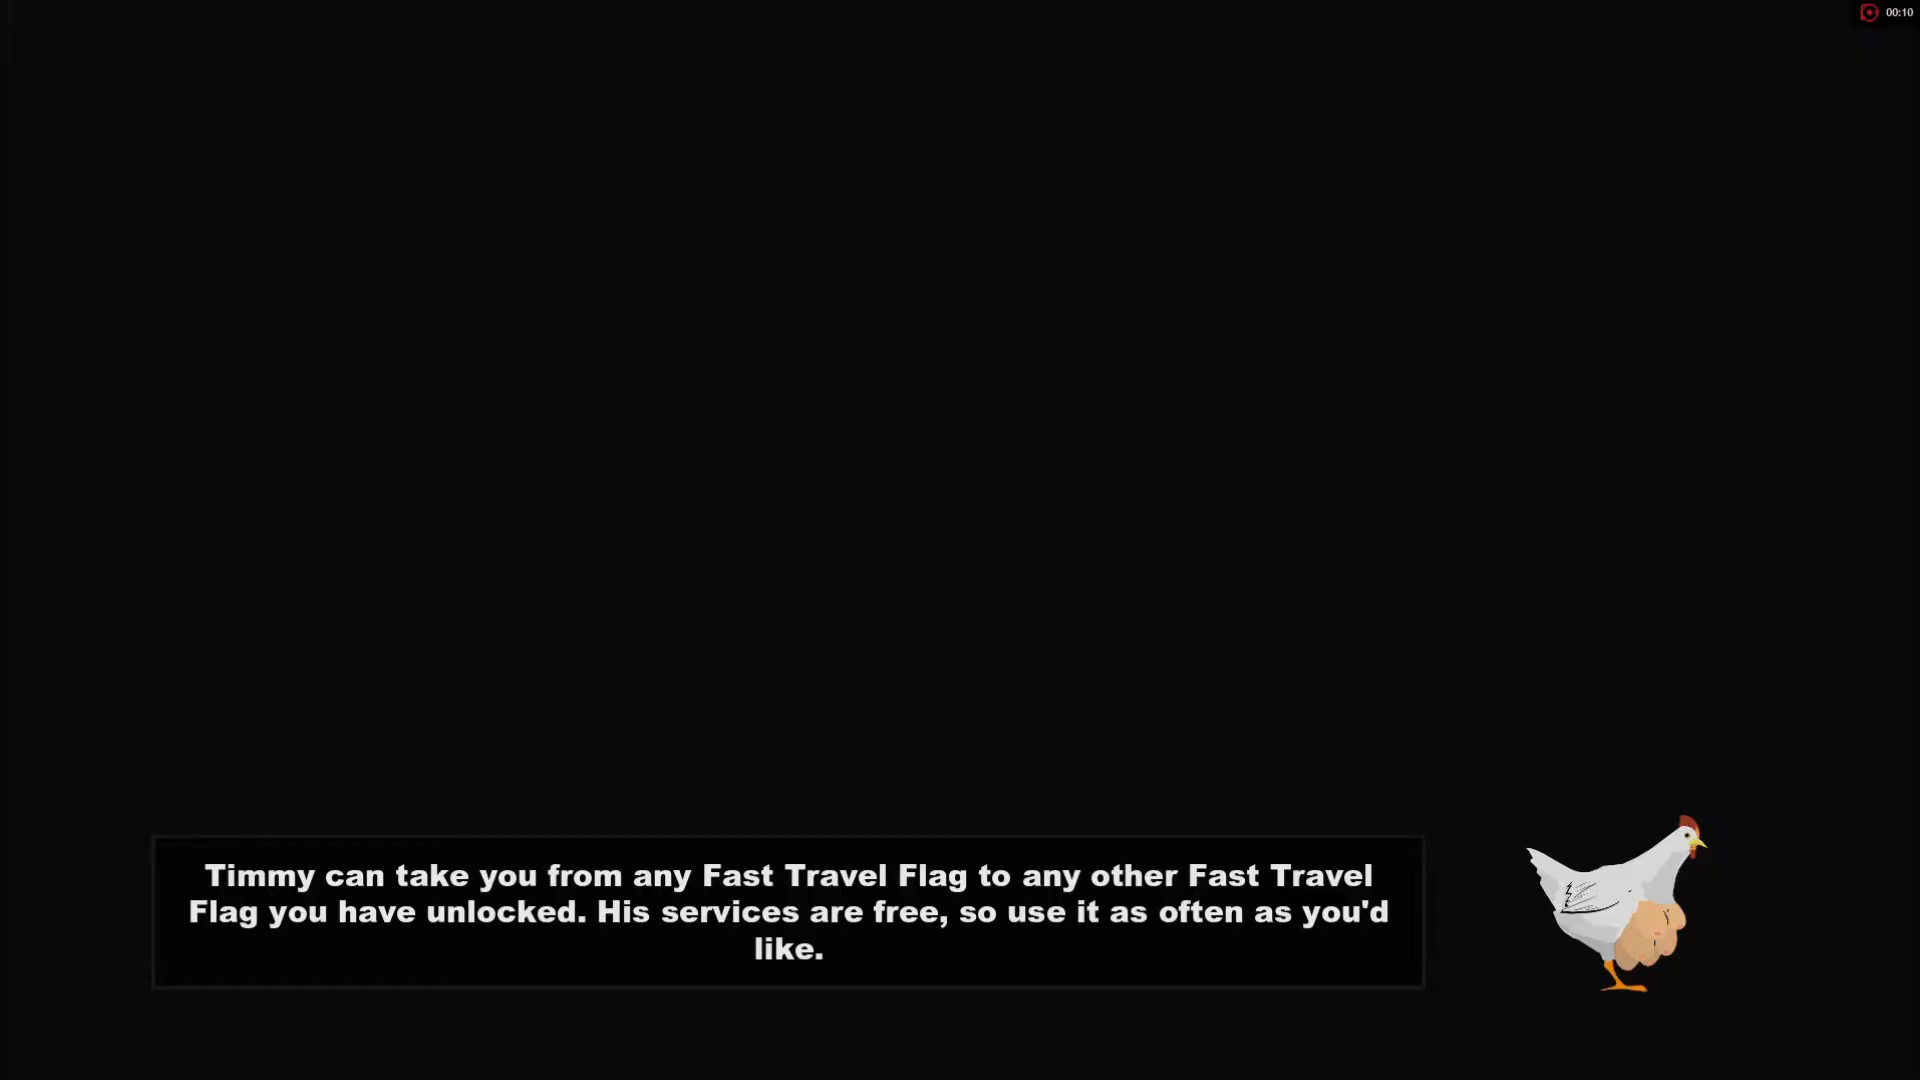 00:10
Timmy can take you from any Fast Travel Flag to any other Fast Travel
Flag you have unlocked. His services are free, so use it as often as you'd
like.